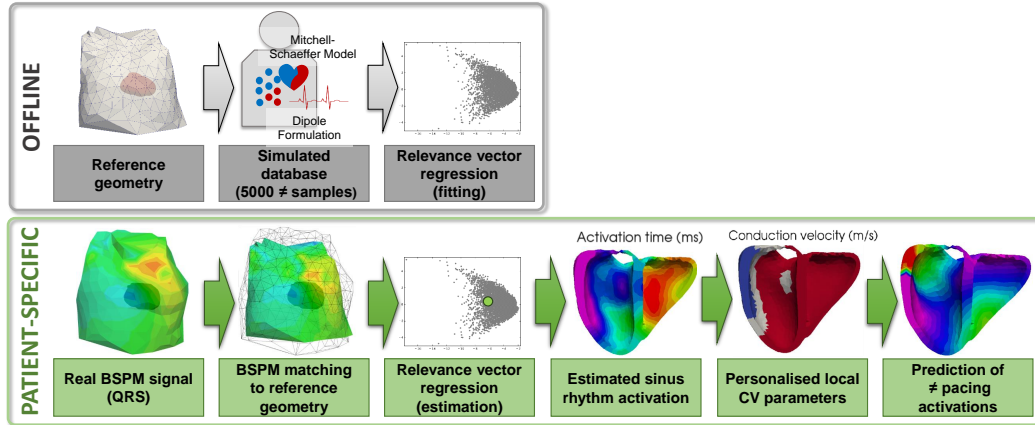 OFFLINE
Mitchell-
Schaeffer Model
Dipole
Formulation
Reference
geometry
Simulated
database
(5000 ≠ samples)
Relevance vector
regression
(fitting)
PATIENT-SPECIFIC
Activation time (ms)
Conduction velocity (m/s)
Real BSPM signal
(QRS)
BSPM matching
to reference
geometry
Relevance vector
regression
(estimation)
Estimated sinus
rhythm activation
Personalised local
CV parameters
Prediction of
≠ pacing
activations